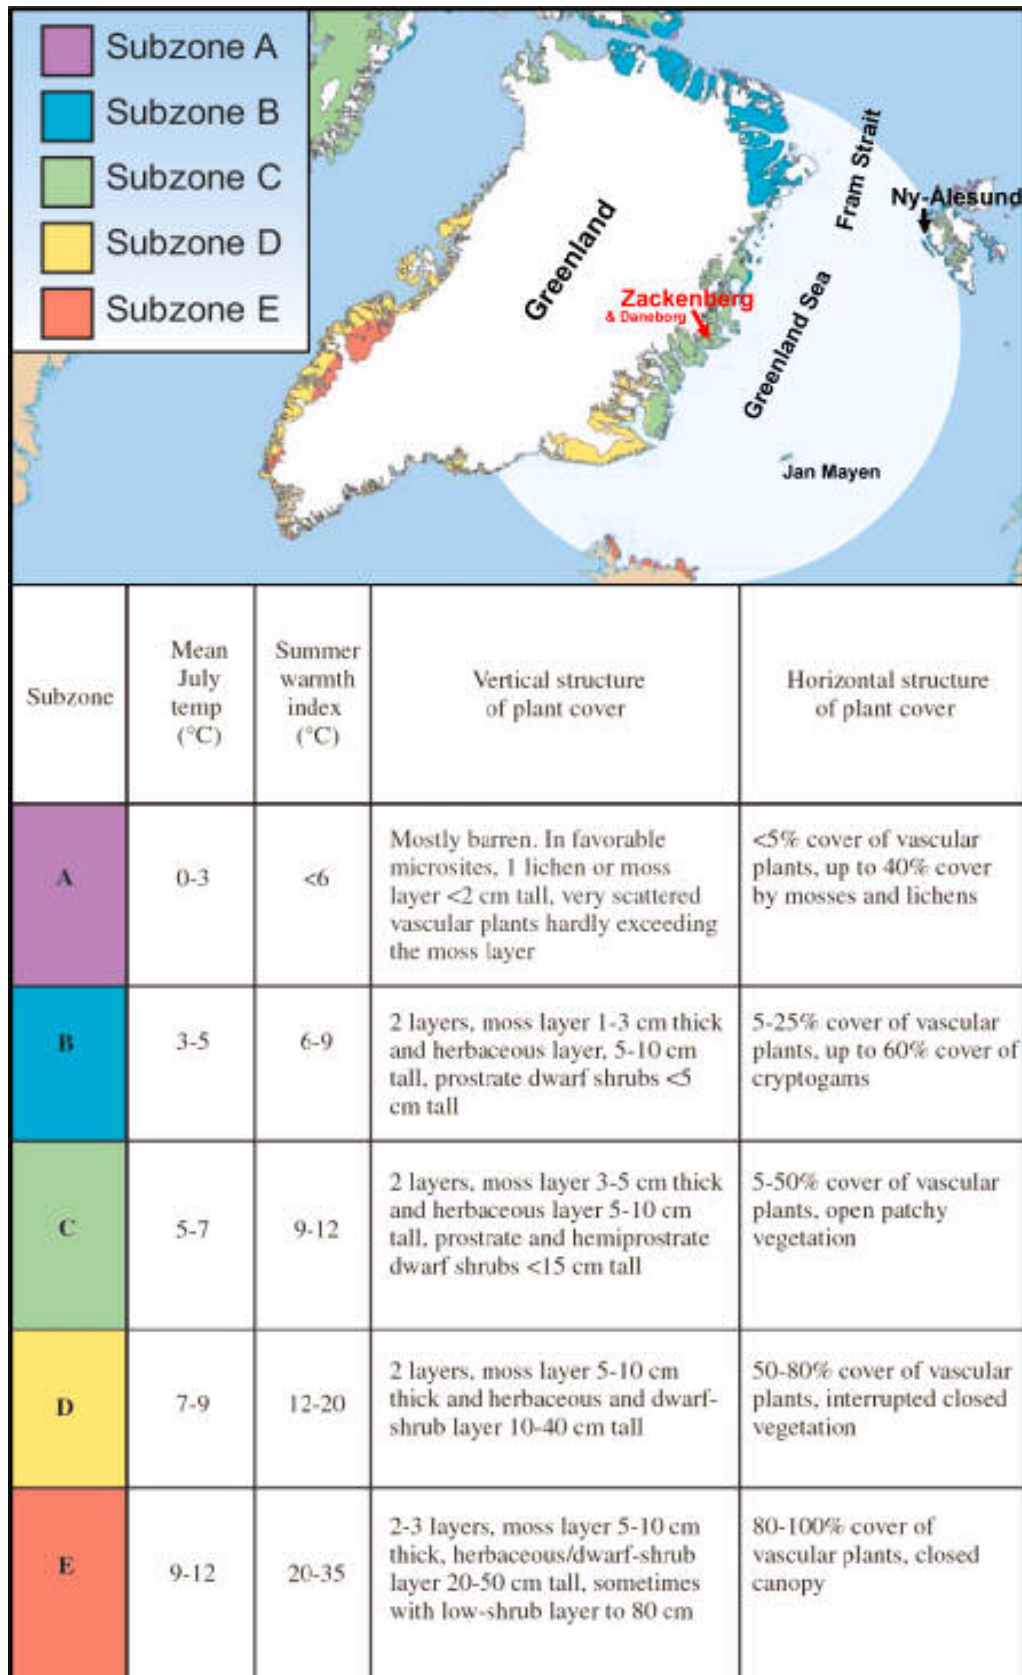 Subzone A
Subzone B
Subzone C
Subzone D
Subzone E
Greenland
Fram Strait
Ny-Ålesund
Zackenberg
& Daneborg
Greenland Sea
Jan Mayen
Subzone
Mean
July
temp
(°C)
Summer
warmth
index
(°C)
Vertical structure
of plant cover
Horizontal structure
of plant cover
A
0-3
<6
Mostly barren. In favorable
microsites, 1 lichen or moss
layer <2 cm tall, very scattered
vascular plants hardly exceeding
the moss layer
<5% cover of vascular
plants, up to 40% cover
by mosses and lichens
B
3-5
6-9
2 layers, moss layer 1-3 cm thick
and herbaceous layer, 5-10 cm
tall, prostrate dwarf shrubs <5
cm tall
5-25% cover of vascular
plants, up to 60% cover of
cryptogams
C
5-7
9-12
2 layers, moss layer 3-5 cm thick
and herbaceous layer 5-10 cm
tall, prostrate and hemiprostrate
dwarf shrubs <15 cm tall
5-50% cover of vascular
plants, open patchy
vegetation
D
7-9
12-20
2 layers, moss layer 5-10 cm
thick and herbaceous and dwarf-
shrub layer 10-40 cm tall
50-80% cover of vascular
plants, interrupted closed
vegetation
E
9-12
20-35
2-3 layers, moss layer 5-10 cm
thick, herbaceous/dwarf-shrub
layer 20-50 cm tall, sometimes
with low-shrub layer to 80 cm
80-100% cover of
vascular plants, closed
canopy